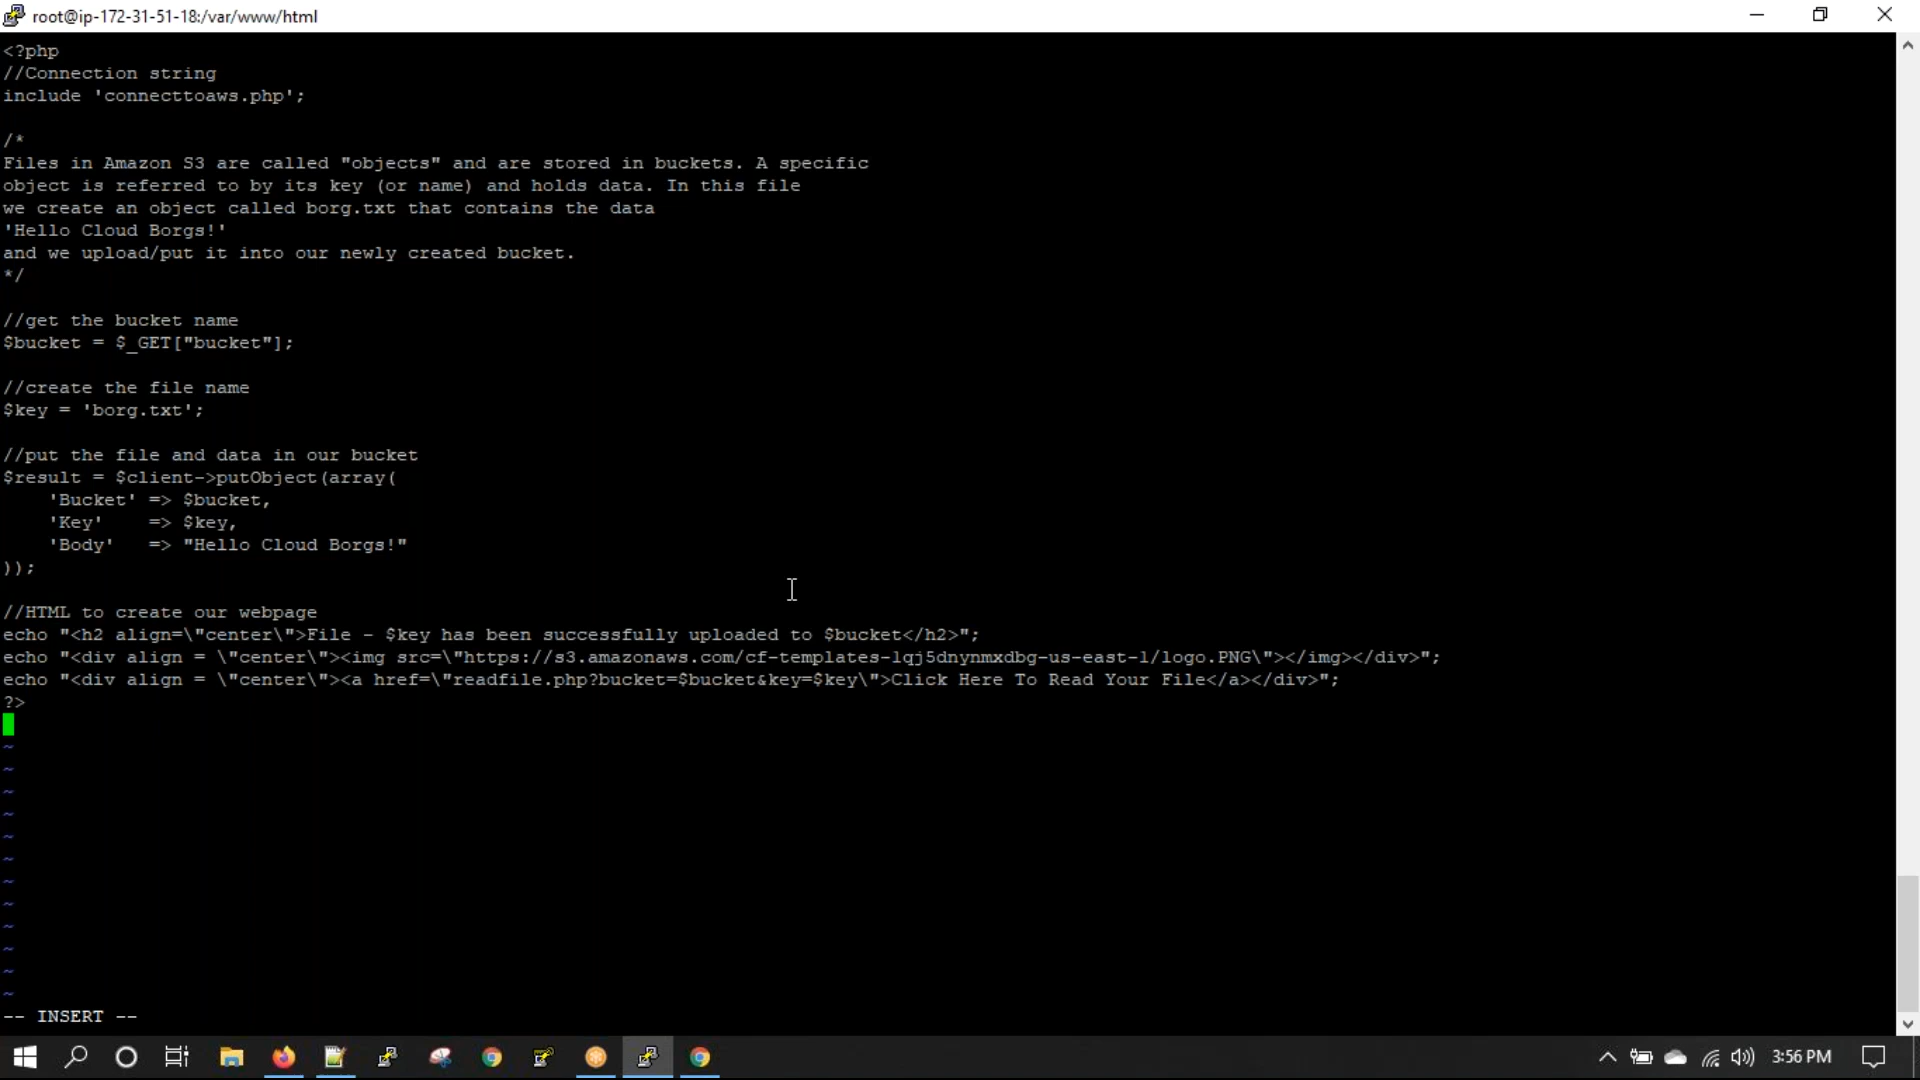 root@ip-172-31-51-18:/var/www/html
<?php
//Connection string
include 'connecttoaws.php';
/*
Files in Amazon S3 are called "objects" and are stored in buckets. A specific
object is referred to by its key (or name) and holds data. In this file
we create an object called borg.txt that contains the data
'Hello Cloud Borgs!'
and we upload/put it into our newly created bucket.
*/
//get the bucket name
$bucket = $_GET["bucket"];
//create the file name
$key = 'borg.txt';
//put the file and data in our bucket
$result = $client->putObject(array(
    'Bucket' => $bucket,
    'Key'    => $key,
    'Body'   => "Hello Cloud Borgs!"
));
//HTML to create our webpage
echo "<h2 align=\"center\">File - $key has been successfully uploaded to $bucket</h2>";
echo "<div align = \"center\"><img src=\"https://s3.amazonaws.com/cf-templates-1qj5dnynmxdbg-us-east-1/logo.PNG\"></img></div>";
echo "<div align = \"center\"><a href=\"readfile.php?bucket=$bucket&key=$key\">Click Here To Read Your File</a></div>";
?>
~
~
~
~
~
~
~
~
~
~
~
~
-- INSERT --
3:56 PM